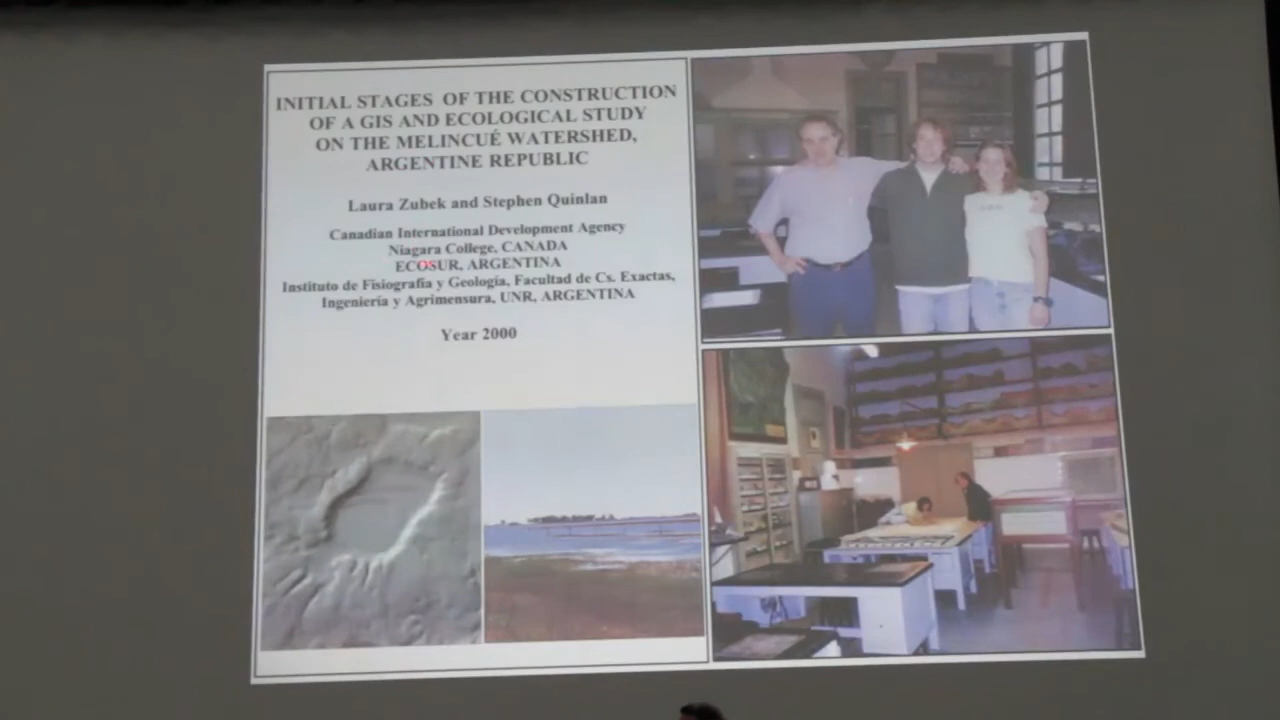 INITIAL STAGES OF THE CONSTRUCTION
OF A GIS AND ECOLOGICAL STUDY
ON THE MELINCUÉ WATERSHED,
ARGENTINE REPUBLIC
Laura Zubek and Stephen Quinlan
Canadian International Development Agency
Niagara College, CANADA
ECOSUR, ARGENTINA
Instituto de Fisiografía y Geología, Facultad de Cs. Exactas,
Ingeniería y Agrimensura, UNR, ARGENTINA
Year 2000